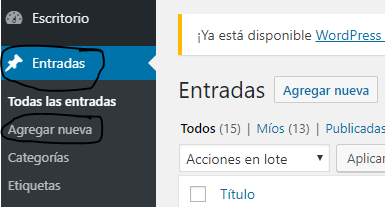 Escritorio
Entradas
Todas las entradas
Agregar nueva
Categorías
Etiquetas
¡Ya está disponible WordPress
Entradas Agregar nueva
Todos (15) | Míos (13) | Publicadas
Acciones en lote Aplicar
Título